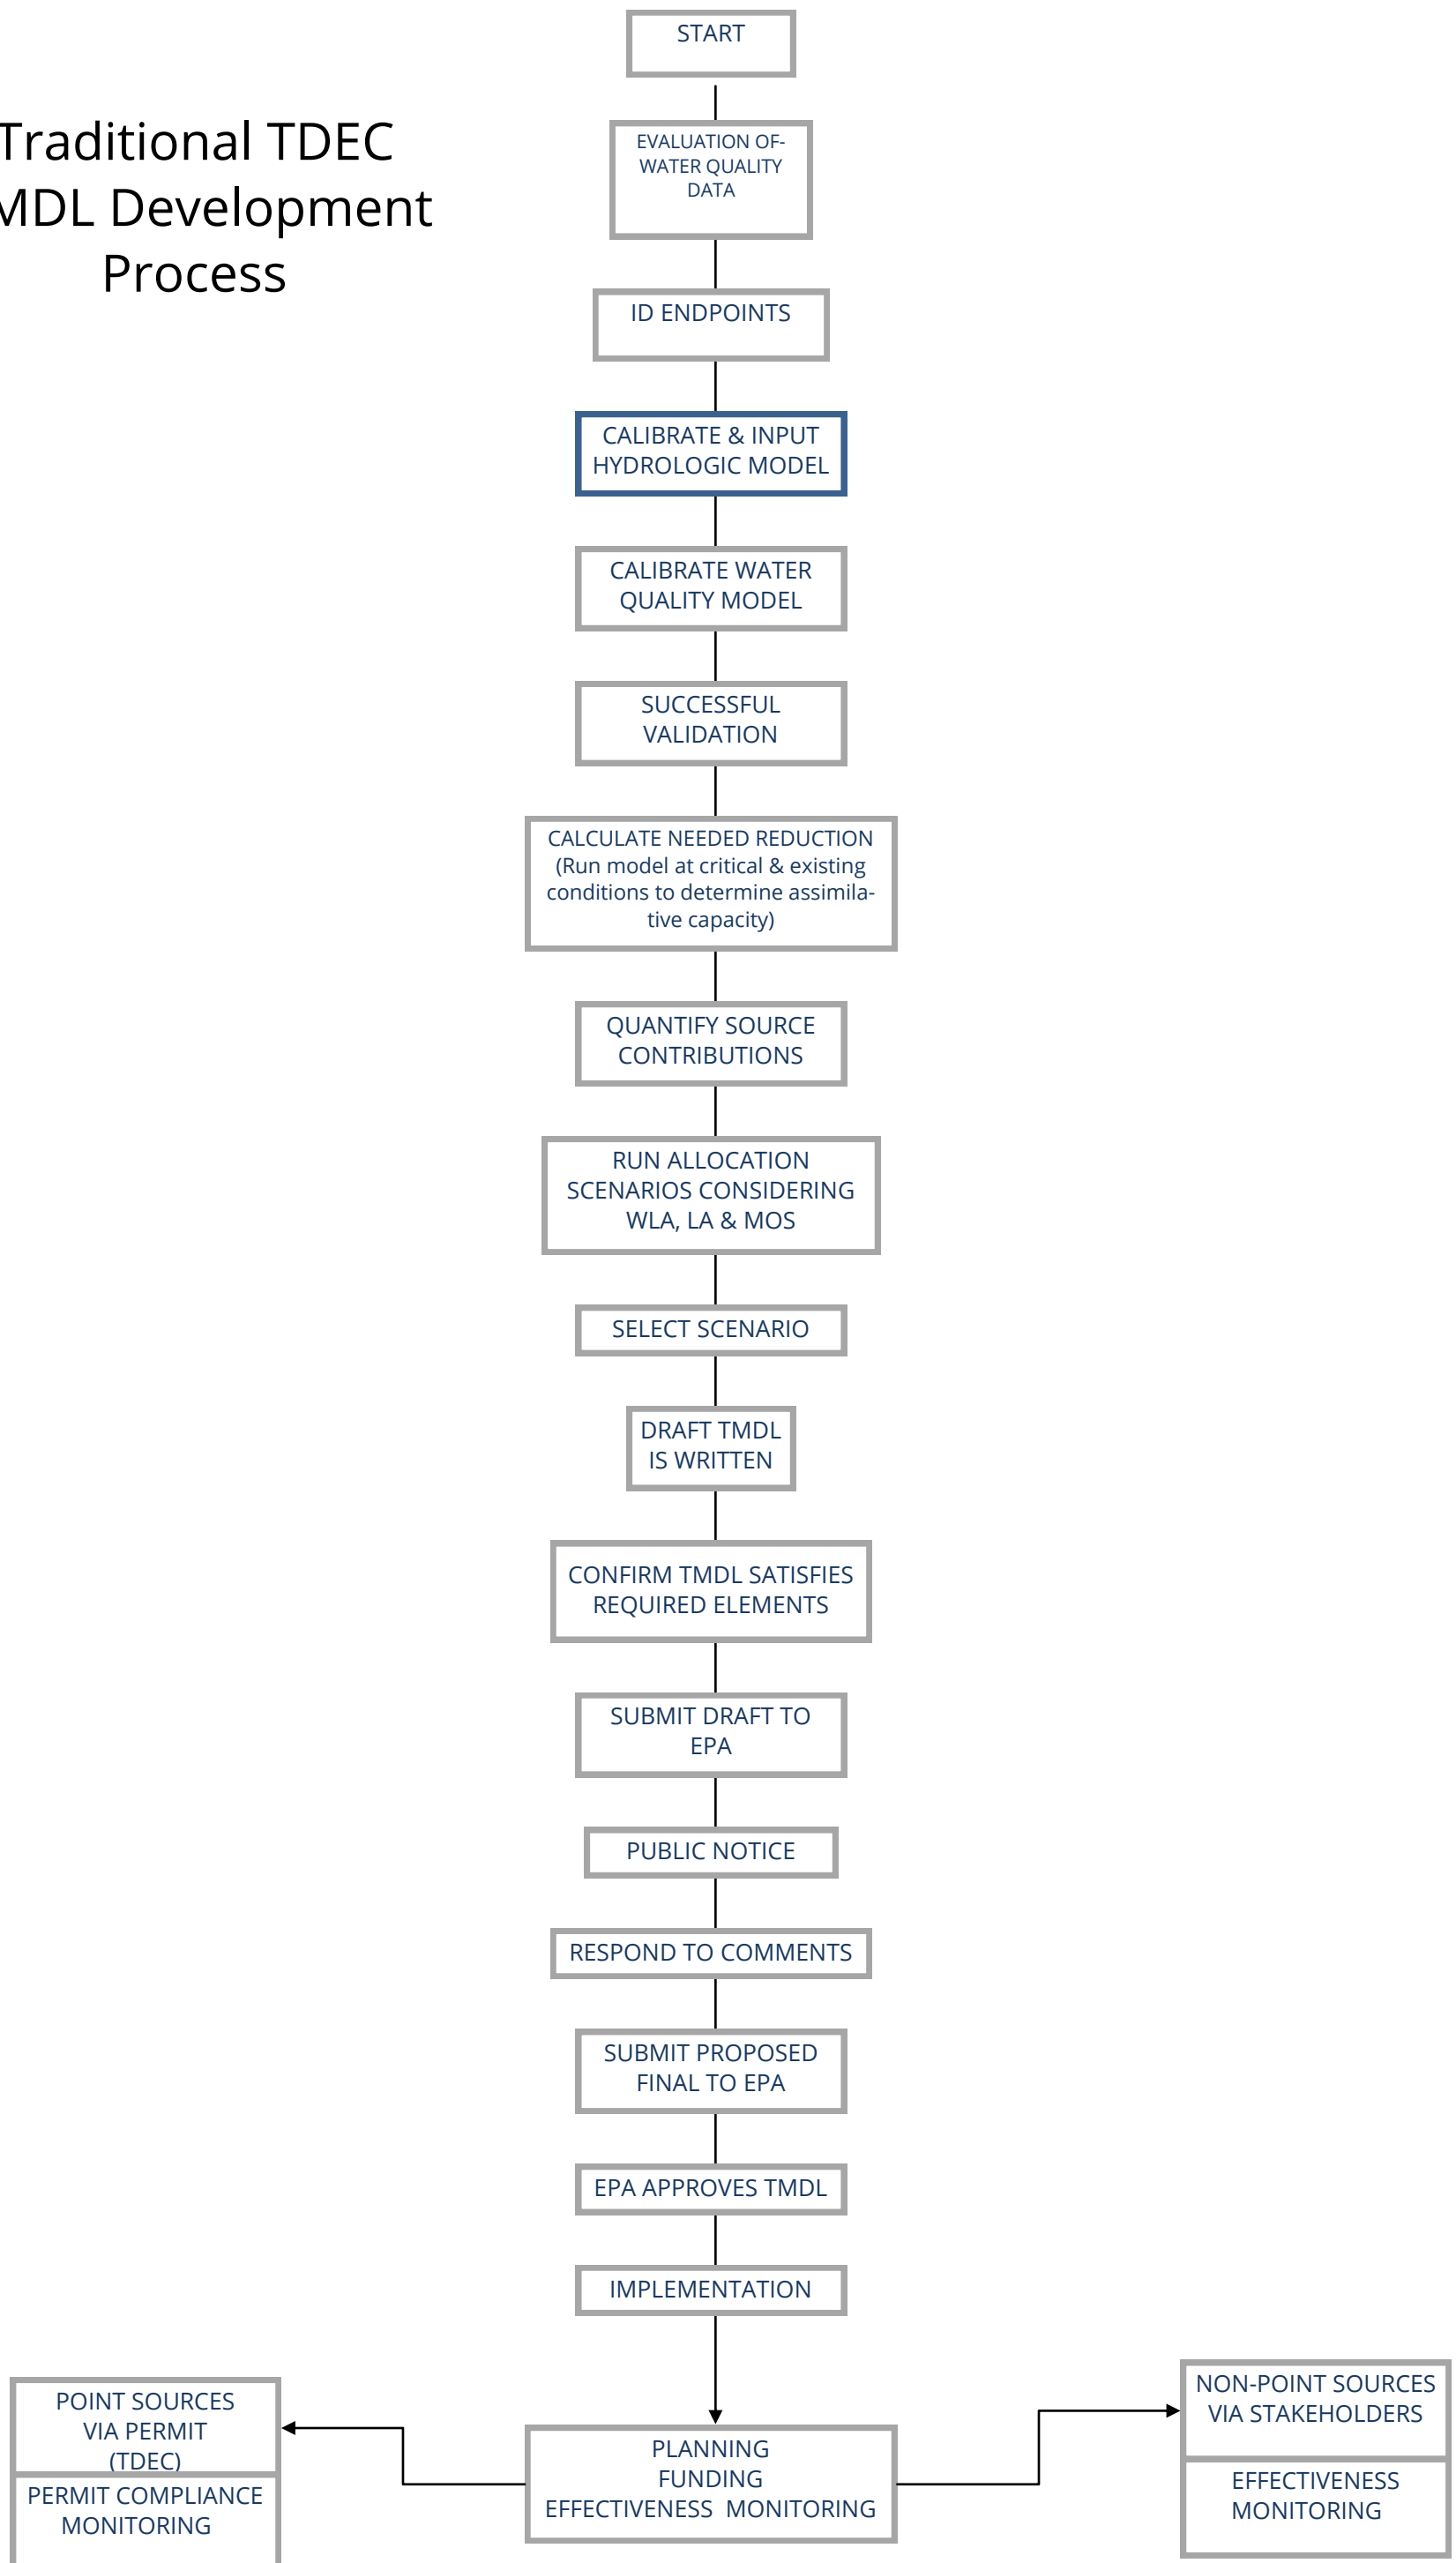 START
Traditional TDEC
MDL Development
Process
EVALUATION OF-
WATER QUALITY
DATA
ID ENDPOINTS
CALIBRATE & INPUT
HYDROLOGIC MODEL
CALIBRATE WATER
QUALITY MODEL
SUCCESSFUL
VALIDATION
CALCULATE NEEDED REDUCTION
(Run model at critical & existing
conditions to determine assimila-
tive capacity)
QUANTIFY SOURCE
CONTRIBUTIONS
RUN ALLOCATION
SCENARIOS CONSIDERING
WLA, LA & MOS
SELECT SCENARIO
DRAFT TMDL
IS WRITTEN
CONFIRM TMDL SATISFIES
REQUIRED ELEMENTS
SUBMIT DRAFT TO
EPA
PUBLIC NOTICE
RESPOND TO COMMENTS
SUBMIT PROPOSED
FINAL TO EPA
EPA APPROVES TMDL
IMPLEMENTATION
POINT SOURCES
VIA PERMIT
(TDEC)
PERMIT COMPLIANCE
MONITORING
PLANNING
FUNDING
EFFECTIVENESS MONITORING
NON-POINT SOURCES
VIA STAKEHOLDERS
EFFECTIVENESS
MONITORING